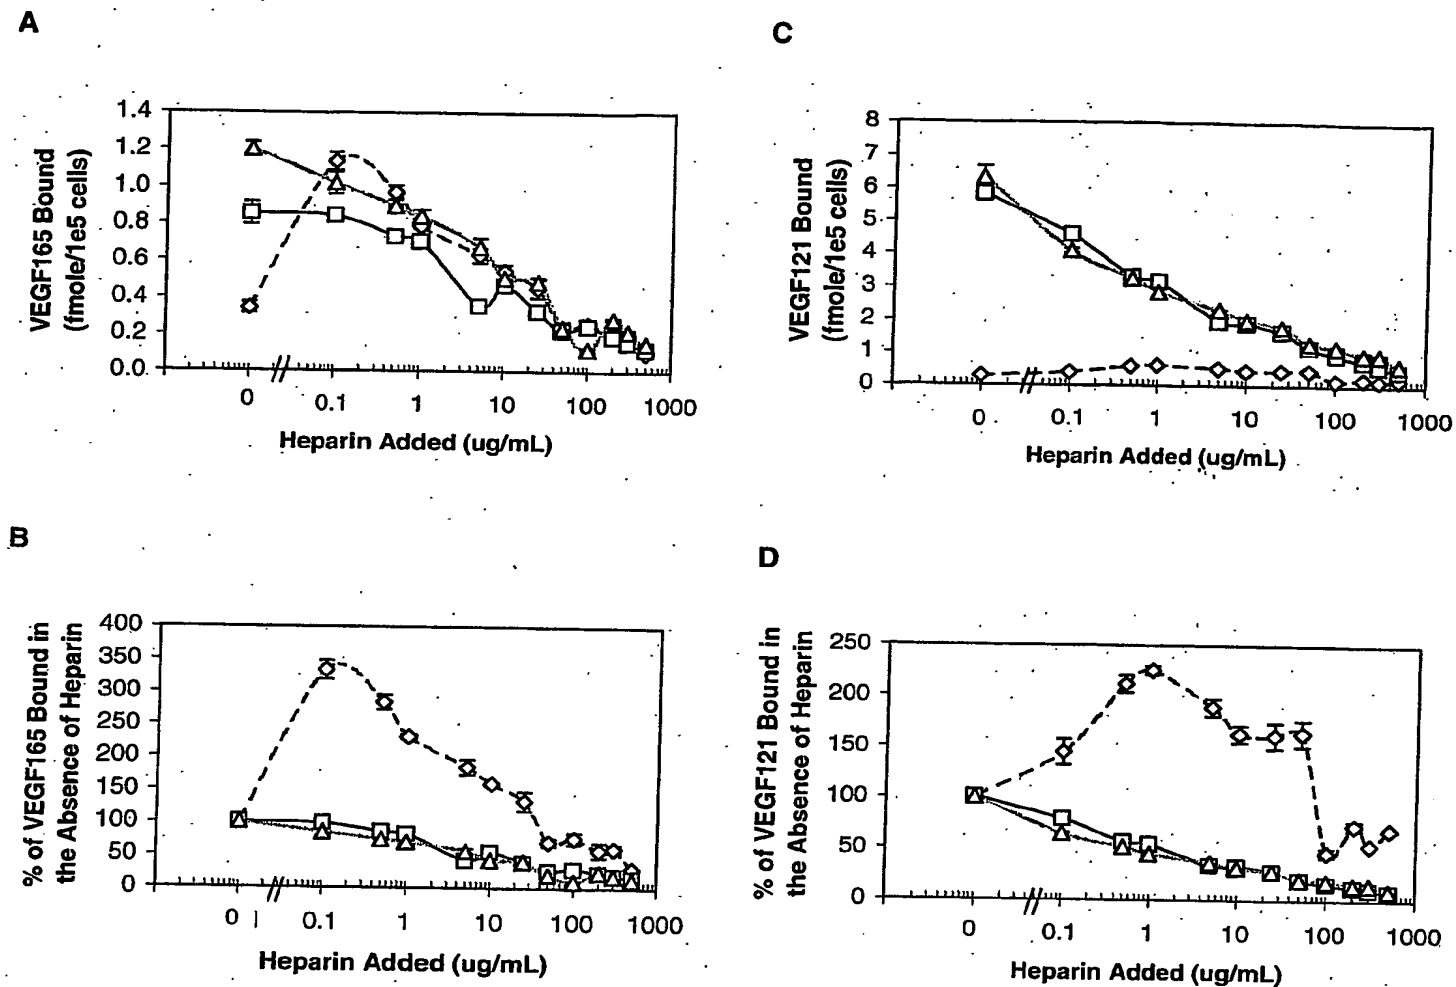 A
VEGF165 Bound
(fmole/1e5 cells)
1.4
1.2
1.0
0.8
0.6
0.4
0.2
0.0
0 0.1 1 10 100 1000
Heparin Added (ug/mL)
C
VEGF121 Bound
(fmole/1e5 cells)
8
7
6
5
4
3
2
1
0
0 0.1 1 10 100 1000
Heparin Added (ug/mL)
B
% of VEGF165 Bound in
the Absence of Heparin
400
350
300
250
200
150
100
50
0
0 0.1 1 10 100 1000
Heparin Added (ug/mL)
D
% of VEGF121 Bound in
the Absence of Heparin
250
200
150
100
50
0
0 0.1 1 10 100 1000
Heparin Added (ug/mL)